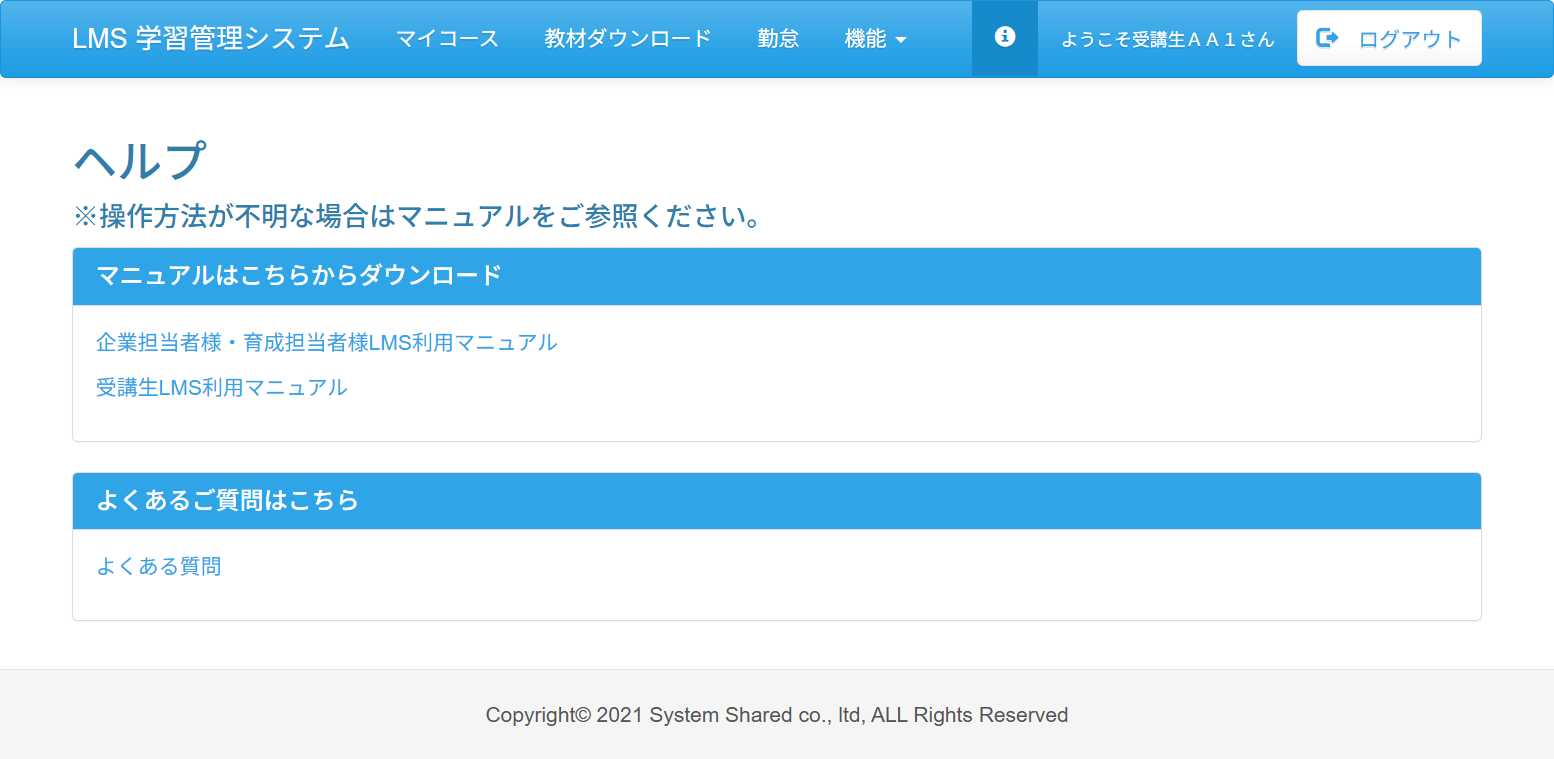 LMS 学習管理システム マイコース 教材ダウンロード 勤怠 機能 ようこそ受講生ＡＡ１さん ログアウト
ヘルプ
※操作方法が不明な場合はマニュアルをご参照ください。
マニュアルはこちらからダウンロード
企業担当者様・育成担当者様LMS利用マニュアル
受講生LMS利用マニュアル
よくあるご質問はこちら
よくある質問
Copyright© 2021 System Shared co., ltd, ALL Rights Reserved